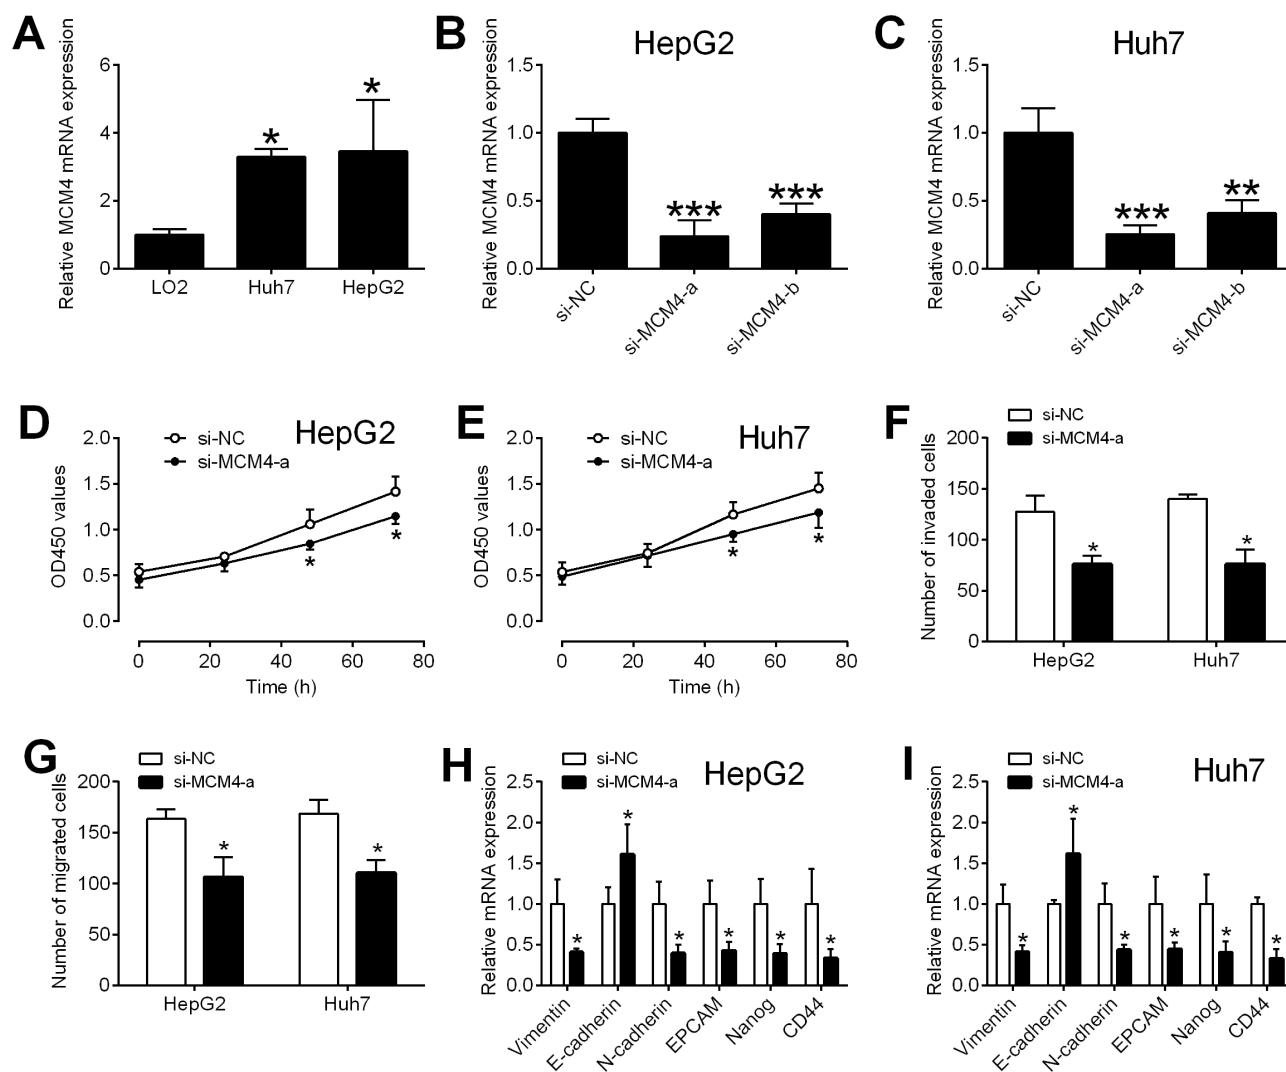 A
Relative MCM4 mRNA expression
6
4
2
0
*
*
LO2
Huh7
HepG2
B
HepG2
Relative MCM4 mRNA expression
1.5
1.0
0.5
0.0
***
***
si-NC
si-MCM4-a
si-MCM4-b
C
Huh7
Relative MCM4 mRNA expression
1.5
1.0
0.5
0.0
***
**
si-NC
si-MCM4-a
si-MCM4-b
D
HepG2
si-NC
si-MCM4-a
OD450 values
2.0
1.5
1.0
0.5
0.0
*
*
0 20 40 60 80
Time (h)
E
Huh7
si-NC
si-MCM4-a
OD450 values
2.0
1.5
1.0
0.5
0.0
*
*
0 20 40 60 80
Time (h)
F
si-NC
si-MCM4-a
Number of invaded cells
200
150
100
50
0
*
*
HepG2
Huh7
G
si-NC
si-MCM4-a
Number of migrated cells
200
150
100
50
0
*
*
HepG2
Huh7
H
si-NC
si-MCM4-a
HepG2
Relative mRNA expression
2.5
2.0
1.5
1.0
0.5
0.0
*
*
*
*
*
*
Vimentin
E-cadherin
N-cadherin
EPCAM
Nanog
CD44
I
si-NC
si-MCM4-a
Huh7
Relative mRNA expression
2.5
2.0
1.5
1.0
0.5
0.0
*
*
*
*
*
*
Vimentin
E-cadherin
N-cadherin
EPCAM
Nanog
CD44